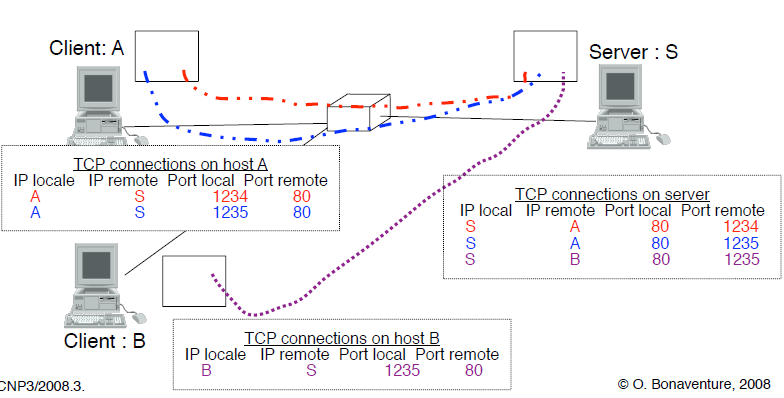 Client: A
Server : S
TCP connections on host A
IP locale IP remote Port local Port remote
A S 1234 80
A S 1235 80
TCP connections on server
IP local IP remote Port local Port remote
S A 80 1234
S A 80 1235
S B 80 1235
Client : B
TCP connections on host B
IP locale IP remote Port local Port remote
B S 1235 80
CNP3/2008.3.
© O. Bonaventure, 2008